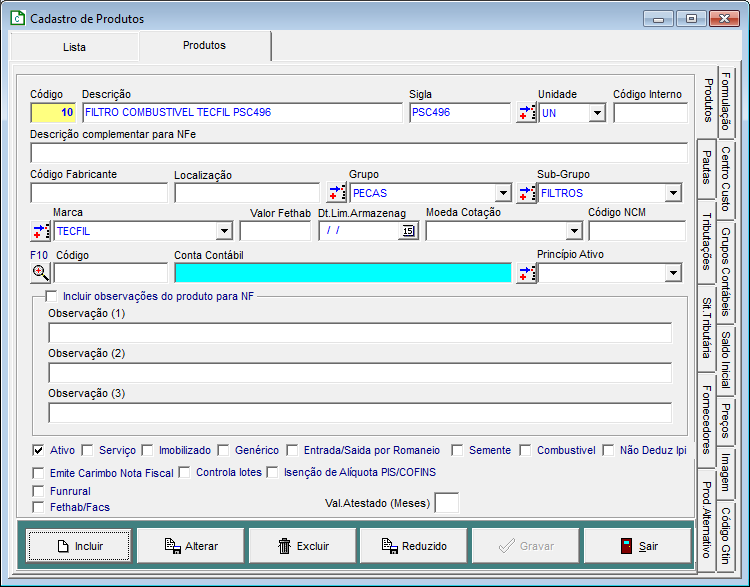 Cadastro de Produtos
Lista Produtos
Código Descrição Sigla Unidade Código Interno
10 FILTRO COMBUSTIVEL TECFIL PSC496 PSC496 UN
Descrição complementar para NFe
Código Fabricante Localização Grupo Sub-Grupo
PECAS FILTROS
Marca Valor Fethab Dt.Lim.Armazenag Moeda Cotação Código NCM
TECFIL / / 15
F10 Código Conta Contábil Princípio Ativo
Incluir observações do produto para NF
Observação (1)
Observação (2)
Observação (3)
Ativo Serviço Imobilizado Genérico Entrada/Saida por Romaneio Semente Combustivel Não Deduz Ipi
Emite Carimbo Nota Fiscal Controla lotes Isenção de Alíquota PIS/COFINS
Funrural
Fethab/Facs Val.Atestado (Meses)
Incluir Alterar Excluir Reduzido Gravar Sair
Produtos
Pautas
Tributações
Sit.Tributária
Fornecedores
Prod.Alternativo
Formulação
Centro Custo
Grupos Contábeis
Saldo Inicial
Preços
Imagem
Código Gtin